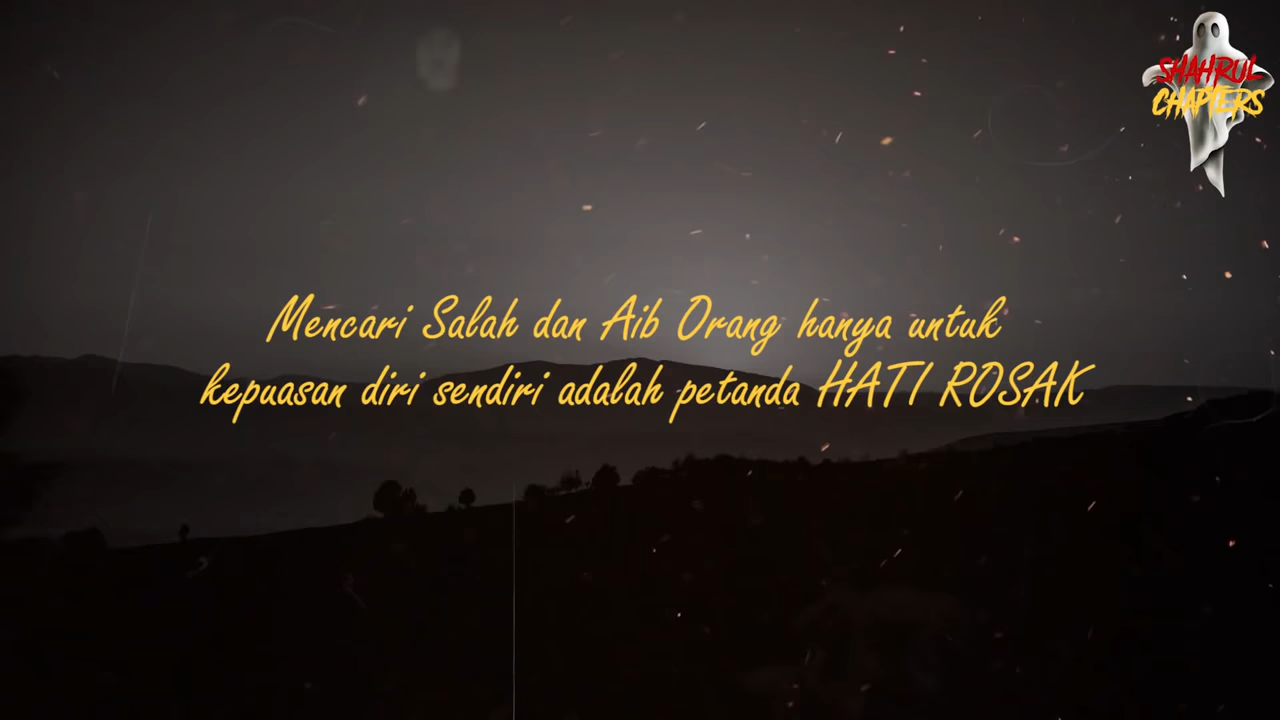 SHAHRUL
CHAPTERS
Mencari Salah dan Aib Orang hanya untuk
kepuasan diri sendiri adalah petanda HATI ROSAK